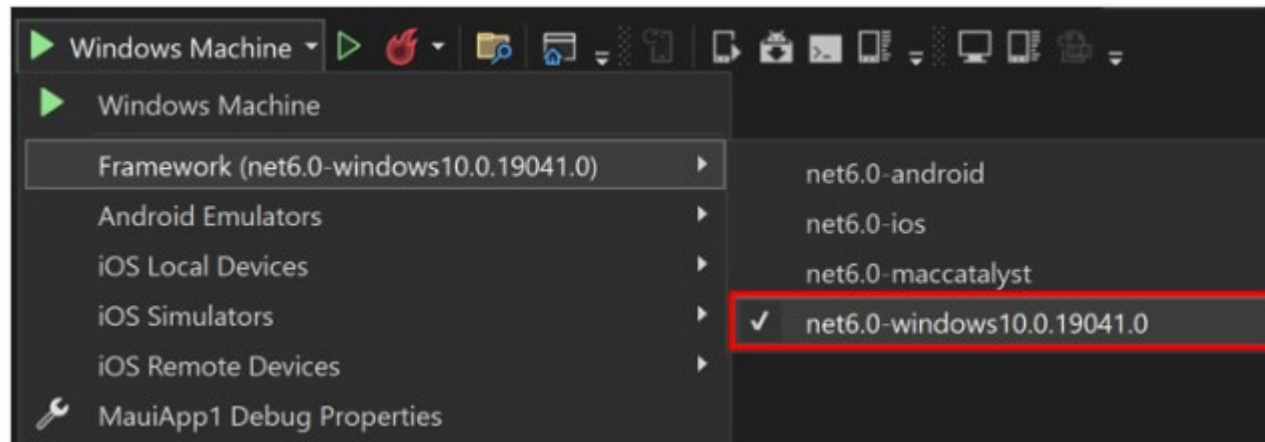 Windows Machine
Windows Machine
Framework (net6.0-windows10.0.19041.0)
Android Emulators
iOS Local Devices
iOS Simulators
iOS Remote Devices
MauiApp1 Debug Properties
net6.0-android
net6.0-ios
net6.0-maccatalyst
net6.0-windows10.0.19041.0